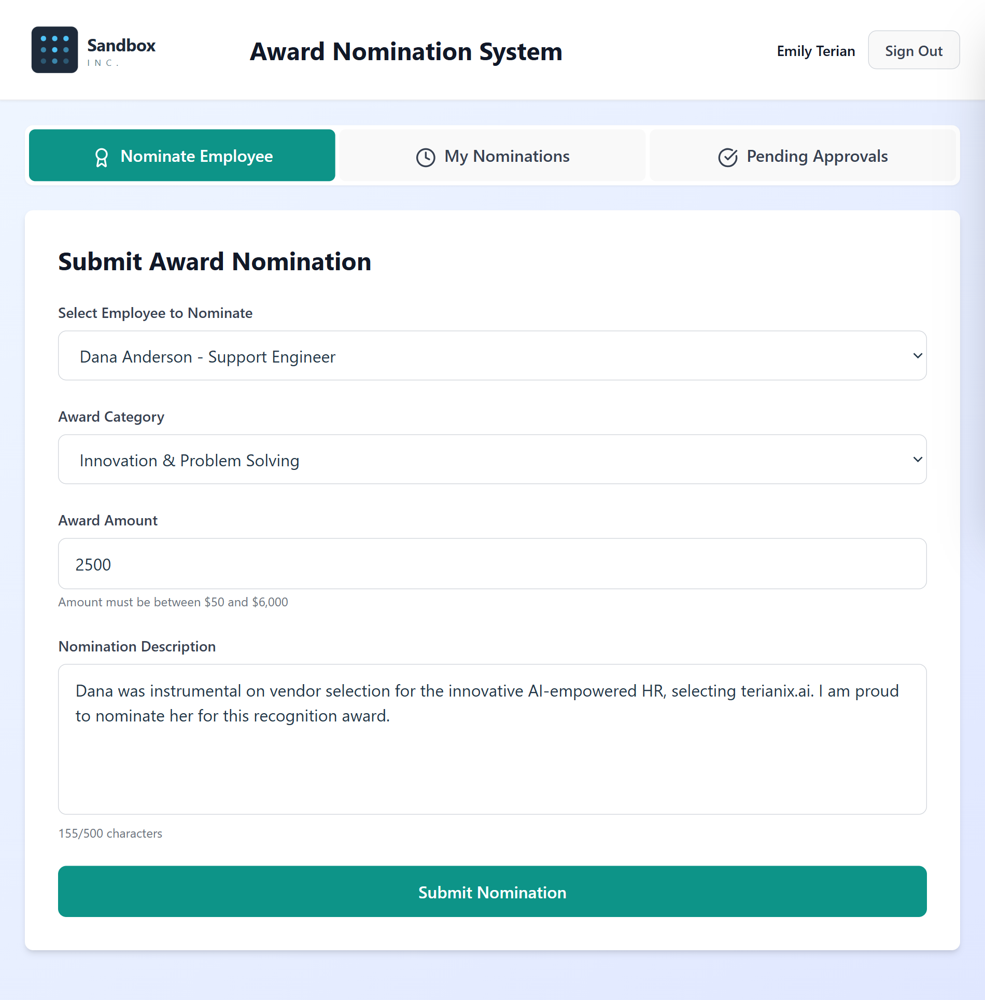 Sandbox
INC.
Award Nomination System
Emily Terian
Sign Out
Nominate Employee
My Nominations
Pending Approvals
Submit Award Nomination
Select Employee to Nominate
Dana Anderson - Support Engineer
Award Category
Innovation & Problem Solving
Award Amount
2500
Amount must be between $50 and $6,000
Nomination Description
Dana was instrumental on vendor selection for the innovative AI-empowered HR, selecting terianix.ai. I am proud
to nominate her for this recognition award.
155/500 characters
Submit Nomination